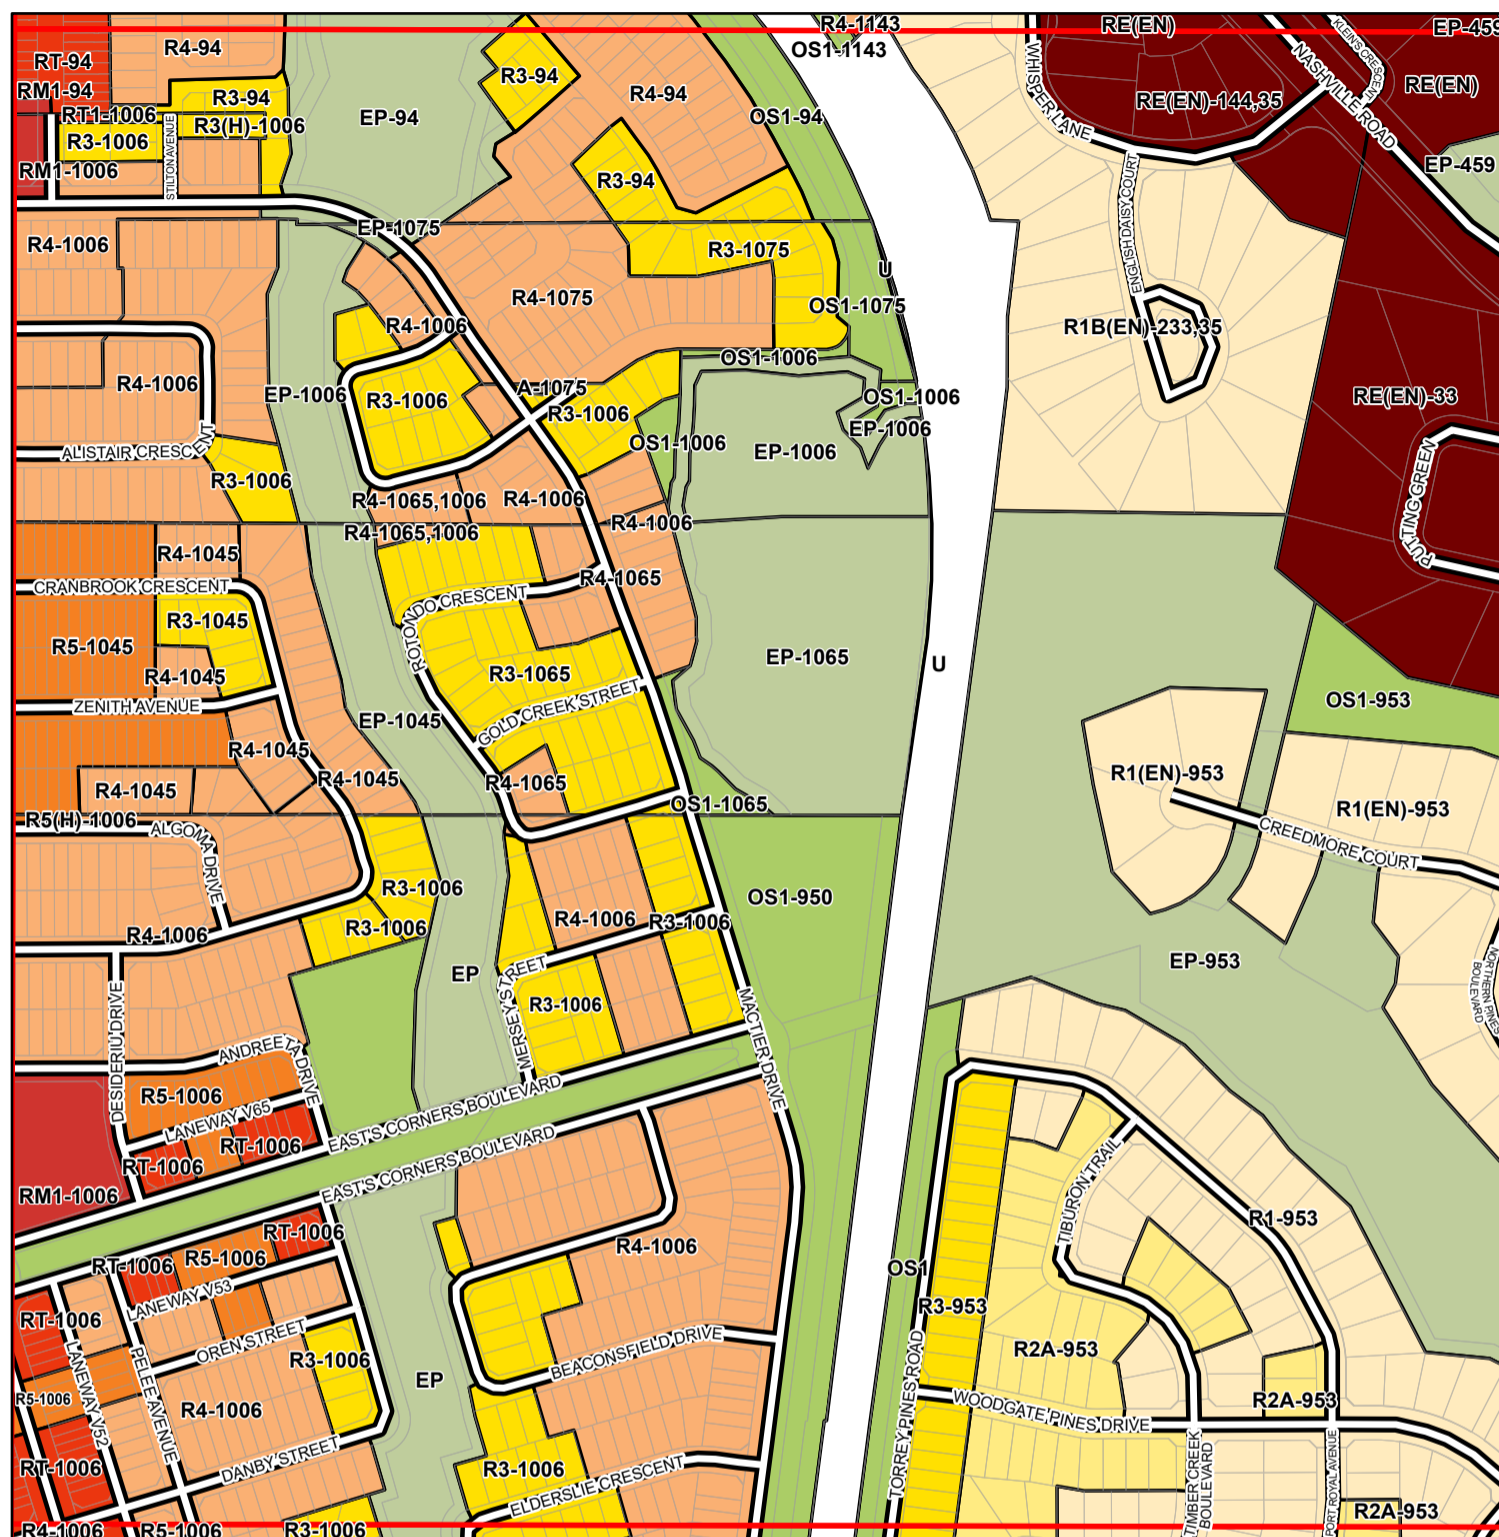 R4-1143
OS1-1143
RE(EN)
EP-459
RT-94
R4-94
R3-94
R4-94
KLEIN'S CRESCENT
NASHVILLE ROAD
RE(EN)
RM1-94
R3-94
RE(EN)-144,35
WHISPER LANE
RT1-1006
R3(H)-1006
EP-94
OS1-94
R3-1006
STILTON AVENUE
RM1-1006
R3-94
ENGLISH DAISY COURT
EP-459
EP-1075
R4-1006
R3-1075
U
R4-1075
OS1-1075
R4-1006
R1B(EN)-233,35
OS1-1006
R4-1006
EP-1006
R3-1006
A-1075
R3-1006
OS1-1006
RE(EN)-33
EP-1006
OS1-1006
EP-1006
ALISTAIR CRESCENT
R3-1006
R4-1065,1006
R4-1006
R4-1006
PUTTING GREEN
R4-1065,1006
R4-1045
R4-1065
CRANBROOK CRESCENT
ROTONDO CRESCENT
R3-1045
R5-1045
EP-1065
U
R4-1045
R3-1065
GOLD CREEK STREET
OS1-953
ZENITH AVENUE
EP-1045
R4-1045
R4-1045
R4-1065
R4-1045
R1(EN)-953
OS1-1065
R1(EN)-953
R5(H)-1006
ALGOMA DRIVE
CREEDMORE COURT
R3-1006
OS1-950
R4-1006
R3-1006
R3-1006
R4-1006
EP
EP-953
NORTHERN PINES
BOULEVARD
MERSEY STREET
R3-1006
MACTIER DRIVE
DESIDERIU DRIVE
ANDREETA DRIVE
R5-1006
LANEWAY V65
EAST'S CORNERS BOULEVARD
RT-1006
RT-1006
EAST'S CORNERS BOULEVARD
RM1-1006
TIBURON TRAIL
R1-953
RT-1006
R5-1006
RT-1006
R4-1006
OS1
LANEWAY V53
R3-953
RT-1006
OREN STREET
R3-1006
BEACONSFIELD DRIVE
R2A-953
LANEWAY V52
PELEE AVENUE
EP
TORREY PINES ROAD
R5-1006
R4-1006
WOODGATE PINES DRIVE
R2A-953
RT-1006
DANBY STREET
R3-1006
ELDERSLIE CRESCENT
TIMBER CREEK
BOULEVARD
PORT ROYAL AVENUE
R2A-953
R4-1006
R5-1006
R3-1006